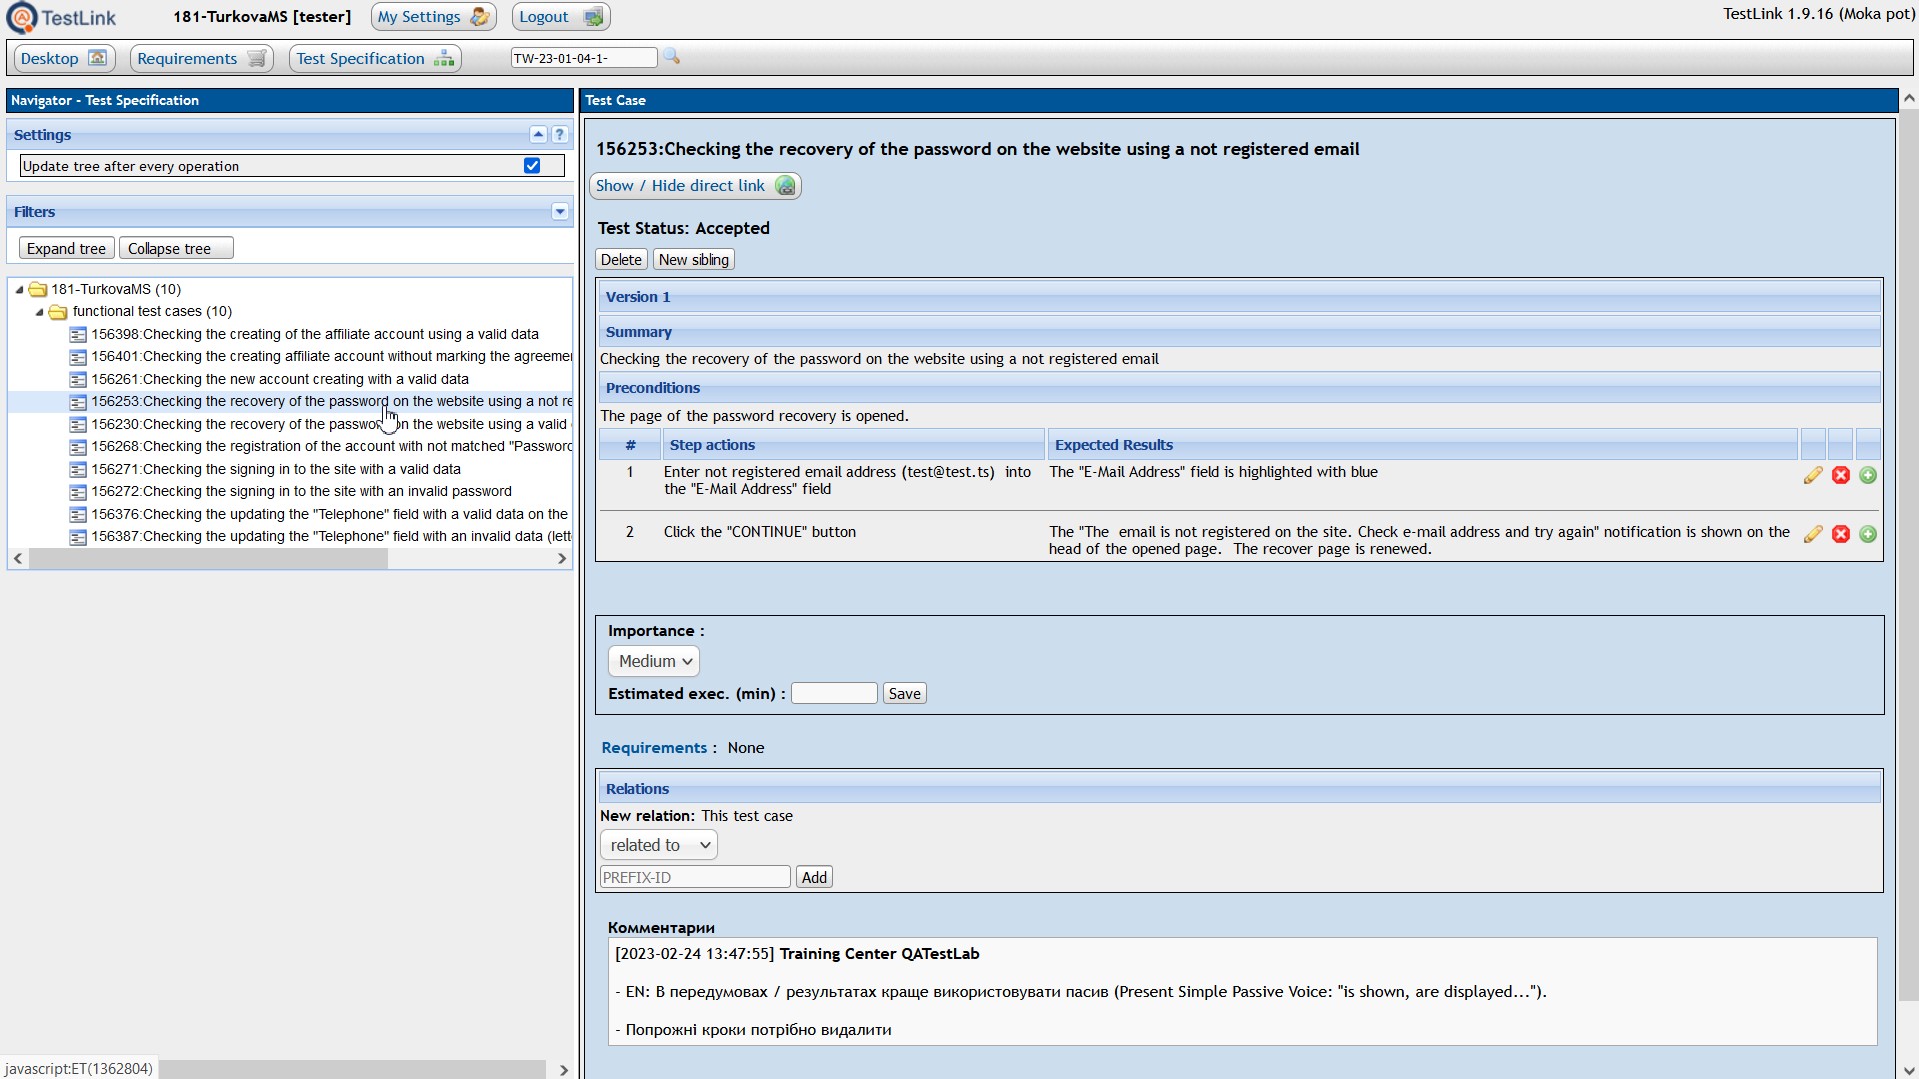 TestLink
181-TurkovaMS [tester]
My Settings
Logout
TestLink 1.9.16 (Moka pot)
Desktop
Requirements
Test Specification
TW-23-01-04-1-
Navigator - Test Specification
Settings
?
Update tree after every operation
Filters
Expand tree
Collapse tree
181-TurkovaMS (10)
functional test cases (10)
156398:Checking the creating of the affiliate account using a valid data
156401:Checking the creating affiliate account without marking the agreemer
156261:Checking the new account creating with a valid data
156253:Checking the recovery of the password on the website using a not re
156230:Checking the recovery of the password on the website using a valid
156268:Checking the registration of the account with not matched "Password
156271:Checking the signing in to the site with a valid data
156272:Checking the signing in to the site with an invalid password
156376:Checking the updating the "Telephone" field with a valid data on the
156387:Checking the updating the "Telephone" field with an invalid data (lett
javascript:ET(1362804)
Test Case
156253:Checking the recovery of the password on the website using a not registered email
Show / Hide direct link
Test Status: Accepted
Delete
New sibling
Version 1
Summary
Checking the recovery of the password on the website using a not registered email
Preconditions
The page of the password recovery is opened.
# Step actions Expected Results
1 Enter not registered email address (test@test.ts) into the "E-Mail Address" field The "E-Mail Address" field is highlighted with blue
2 Click the "CONTINUE" button The "The email is not registered on the site. Check e-mail address and try again" notification is shown on the
head of the opened page. The recover page is renewed.
Importance :
Medium
Estimated exec. (min) :
Save
Requirements : None
Relations
New relation: This test case
related to
PREFIX-ID
Add
Комментарии
[2023-02-24 13:47:55] Training Center QATestLab
- EN: В передумовах / результатах краще використовувати пасив (Present Simple Passive Voice: "is shown, are displayed...").
- Попрожні кроки потрібно видалити